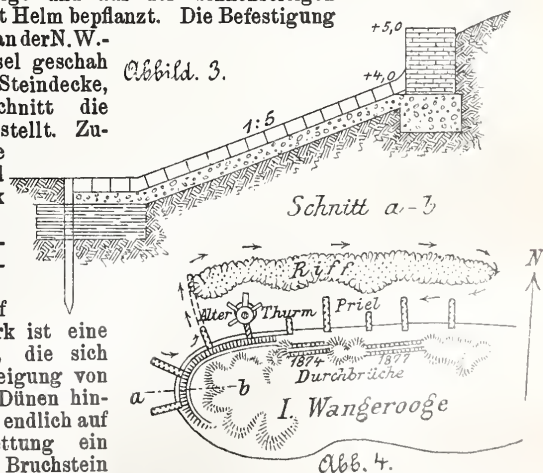 t Helm bepflanzt. Die Befestigung
an der N.W.-
sel geschah
Steindecke,
chnitt die
stellt. Zu-
e
k
-
-
f
rk ist eine
, die sich
eigung von
Dünen hin-
endlich auf
ttung ein
Bruchstein
Abbild. 3.
+5,0
+4,0
1:5
Schnitt a-b
Riff
N
Alter Thurm
Priel
1874 1877
Durchbrüche
a b
I. Wangerooge
Abb. 4.